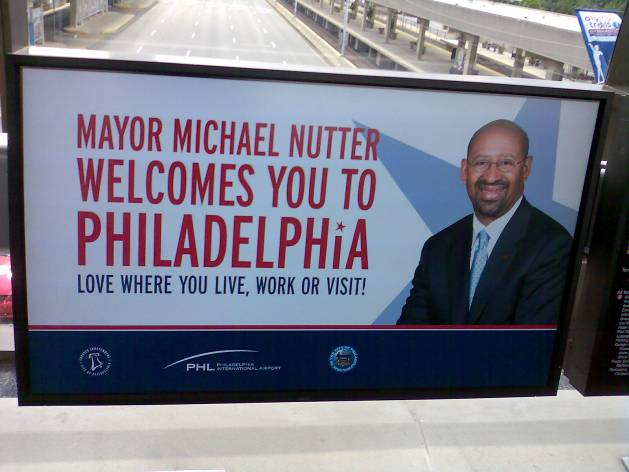 MAYOR MICHAEL NUTTER
WELCOMES YOU TO
PHILADELPHiA
LOVE WHERE YOU LIVE, WORK OR VISIT!
PHL PHILADELPHIA
INTERNATIONAL AIRPORT